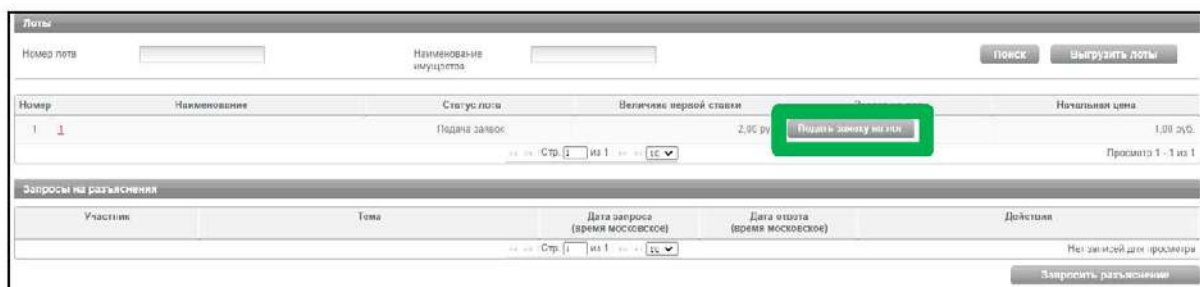 Лоты
Номер лота
Наименование имущества
Поиск
Выгрузить лоты
Номер Наименование Статус лота Величина первой ставки Начальная цена
1 1 Подача заявок 2,00 ру Подать заявку на лот 1,00 руб.
Стр. 1 из 1 10 Просмотр 1 - 1 из 1
Запросы на разъяснения
Участник Тема Дата запроса (время московское) Дата ответа (время московское) Действия
Стр. 1 из 1 10 Нет записей для просмотра
Запросить разъяснение